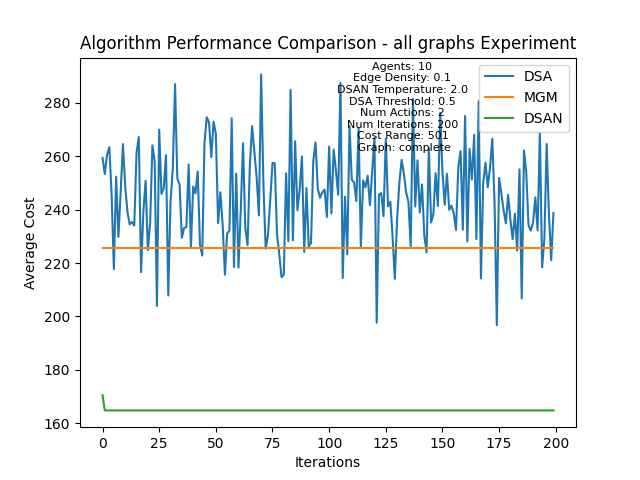 Algorithm Performance Comparison - all graphs Experiment
Agents: 10
Edge Density: 0.1
DSAN Temperature: 2.0
DSA Threshold: 0.5
Num Actions: 2
Num Iterations: 200
Cost Range: 501
Graph: complete
DSA
MGM
DSAN
Average Cost
280
260
240
220
200
180
160
0
25
50
75
100
125
150
175
200
Iterations